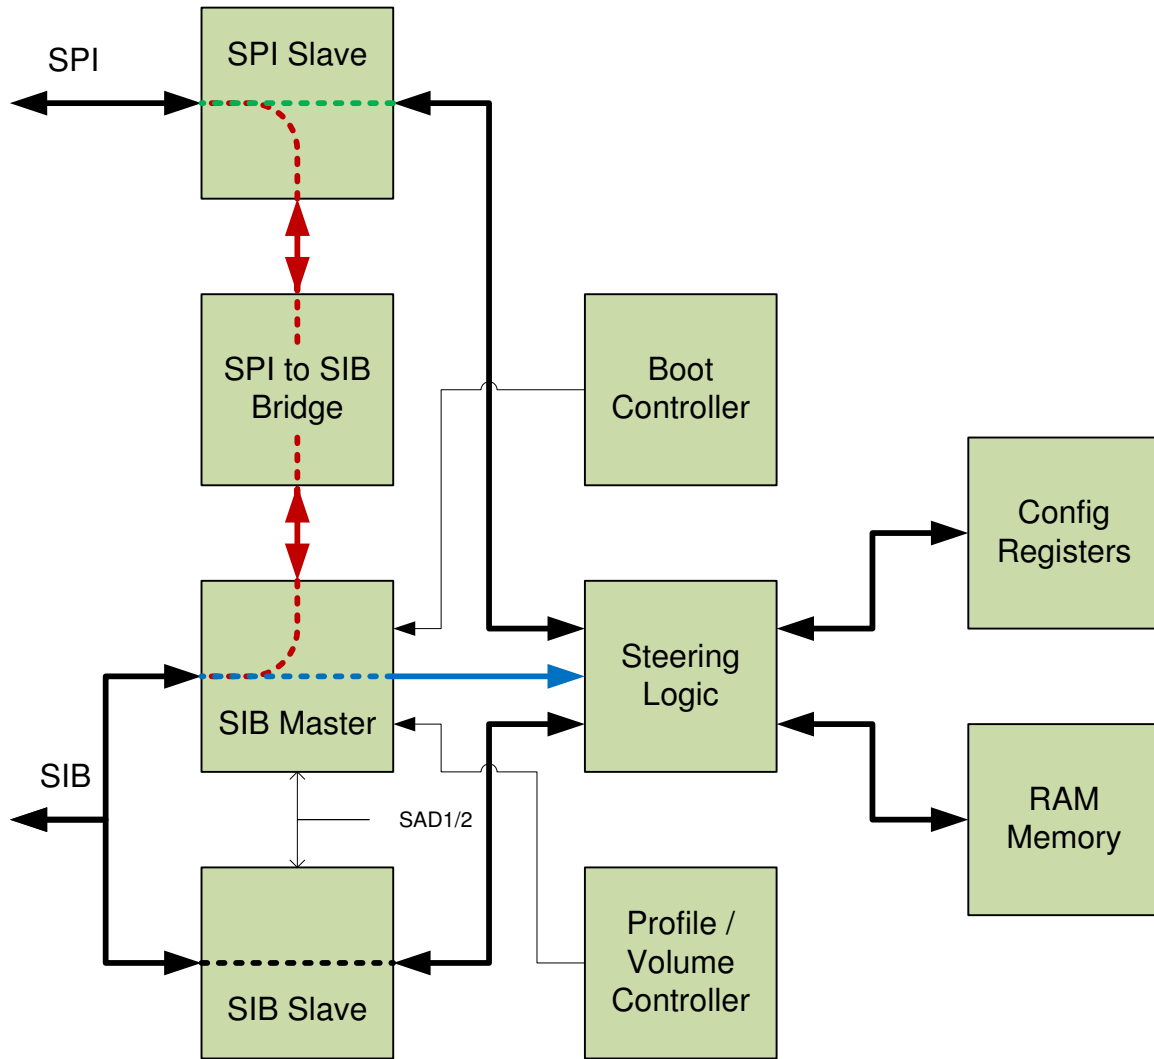 SPI
SPI Slave
SPI to SIB
Bridge
Boot
Controller
Config
Registers
Steering
Logic
SIB Master
SIB
SAD1/2
RAM
Memory
Profile /
Volume
Controller
SIB Slave